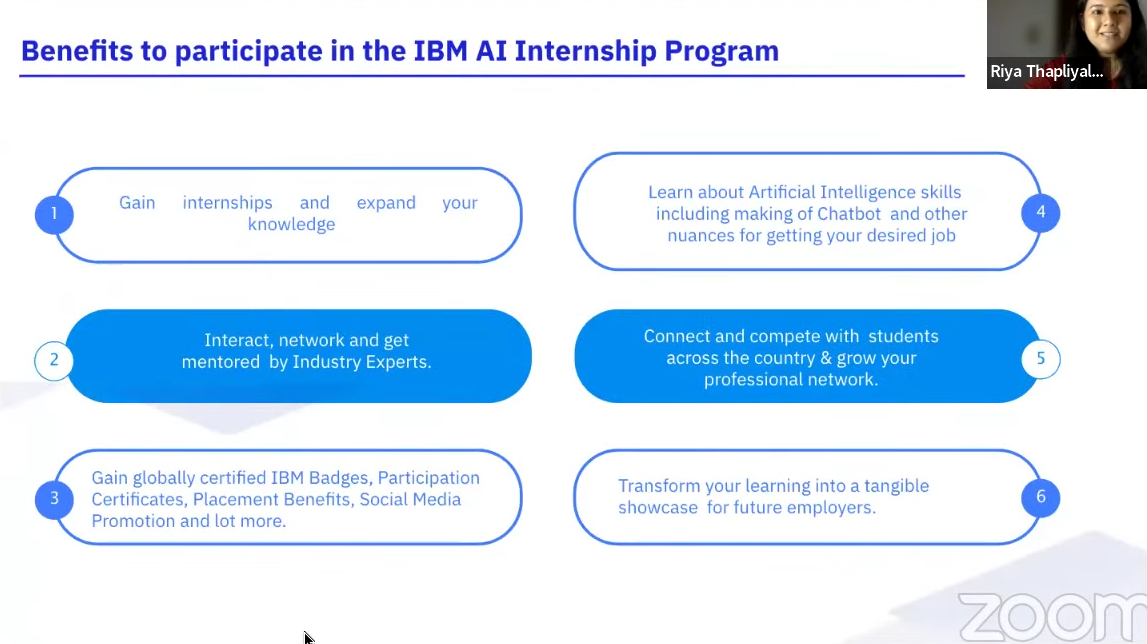 Benefits to participate in the IBM AI Internship Program
Riya Thapliyal...
1
Gain internships and expand your
knowledge
2
Interact, network and get
mentored by Industry Experts.
3
Gain globally certified IBM Badges, Participation
Certificates, Placement Benefits, Social Media
Promotion and lot more.
4
Learn about Artificial Intelligence skills
including making of Chatbot and other
nuances for getting your desired job
5
Connect and compete with students
across the country & grow your
professional network.
6
Transform your learning into a tangible
showcase for future employers.
zoom